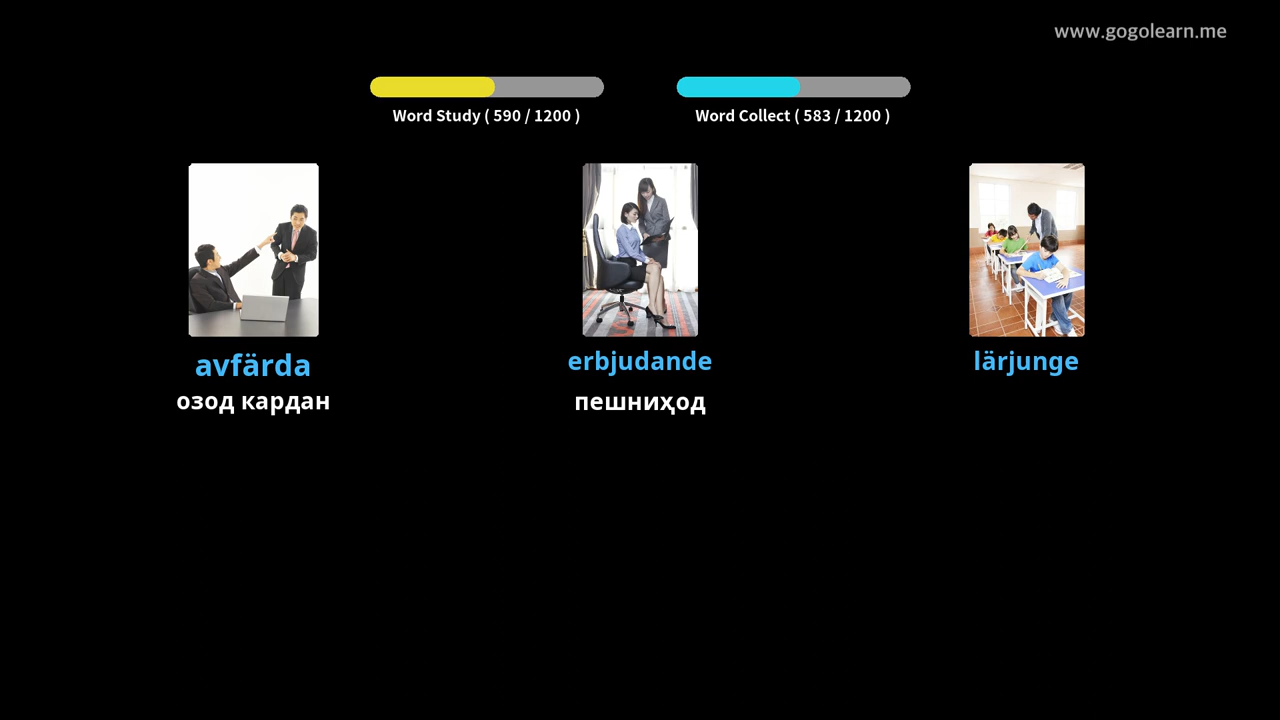 www.gogolearn.me
Word Study ( 590 / 1200 )
Word Collect ( 583 / 1200 )
avfärda
erbjudande
lärjunge
озод кардан
пешниҳод